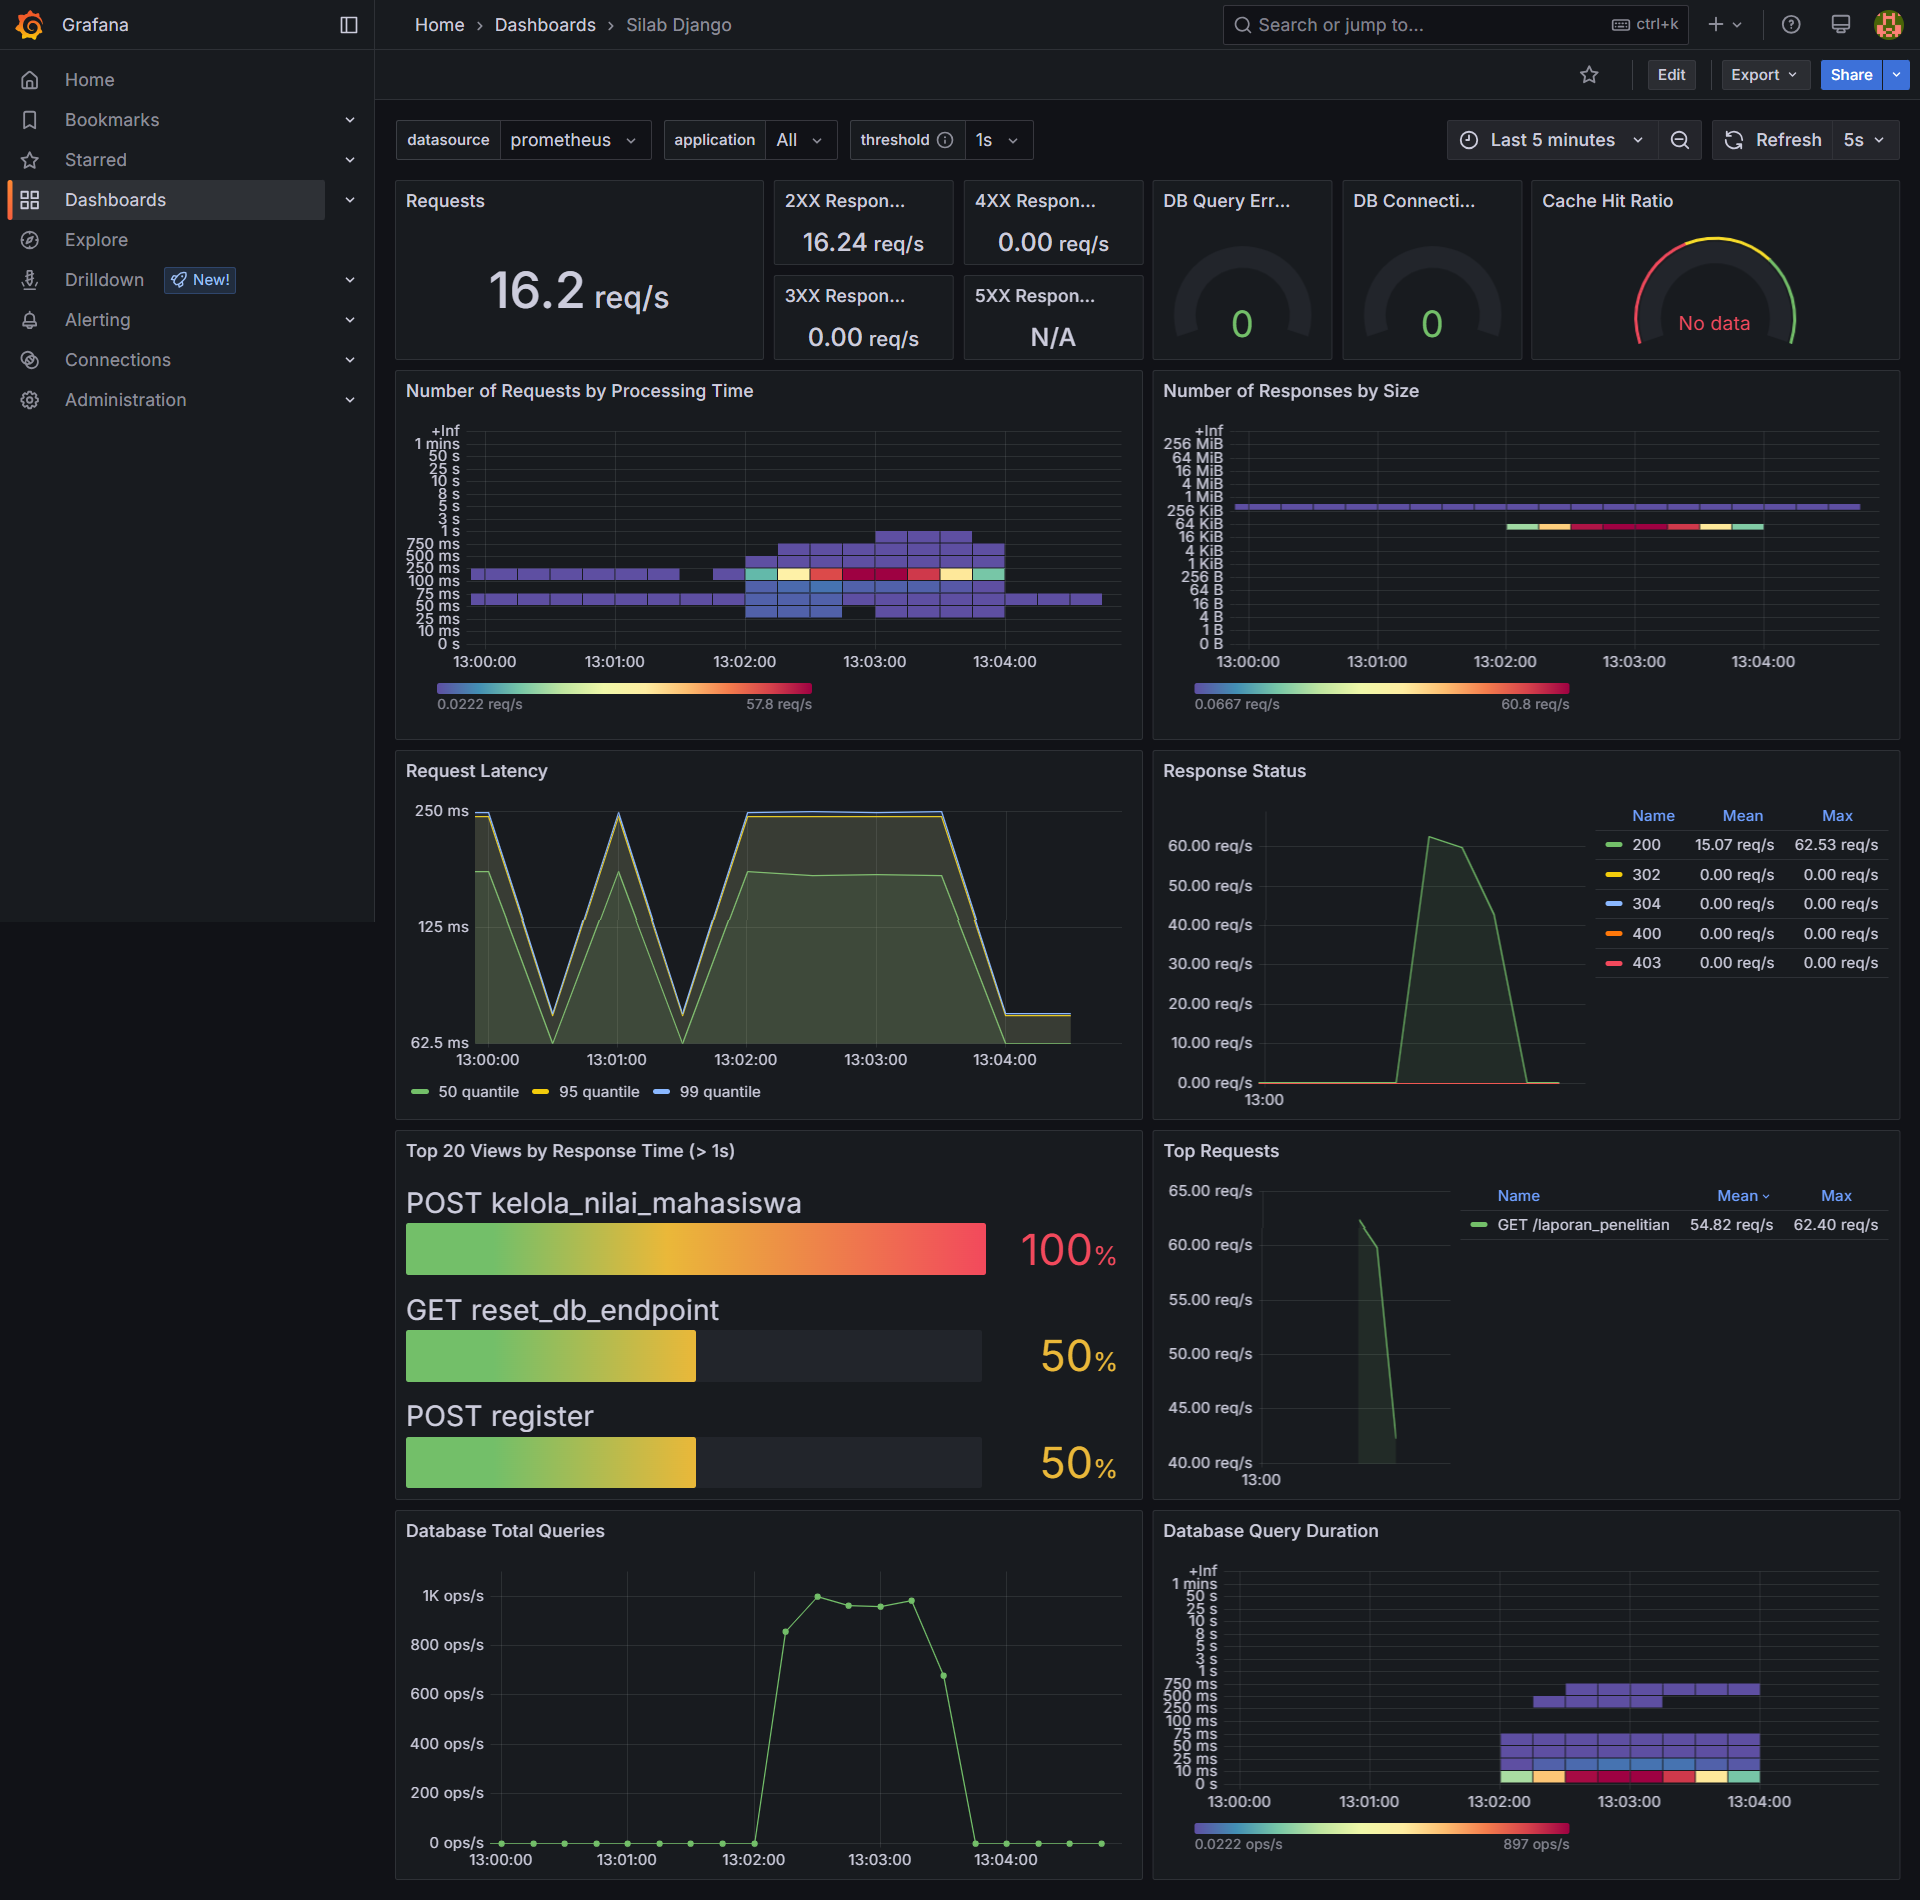 Grafana
Home › Dashboards › Silab Django
Search or jump to... ctrl+k
Home
Bookmarks
Starred
Dashboards
Explore
Drilldown New!
Alerting
Connections
Administration
Edit Export Share
datasource prometheus application All threshold 1s Last 5 minutes Refresh 5s
Requests
16.2 req/s
2XX Respon...
16.24 req/s
4XX Respon...
0.00 req/s
3XX Respon...
0.00 req/s
5XX Respon...
N/A
DB Query Err...
0
DB Connecti...
0
Cache Hit Ratio
No data
Number of Requests by Processing Time
+Inf
1 mins
50 s
25 s
10 s
8 s
5 s
3 s
1 s
750 ms
500 ms
250 ms
100 ms
75 ms
50 ms
25 ms
10 ms
0 s
13:00:00 13:01:00 13:02:00 13:03:00 13:04:00
0.0222 req/s 57.8 req/s
Number of Responses by Size
+Inf
256 MiB
64 MiB
16 MiB
4 MiB
1 MiB
256 KiB
64 KiB
16 KiB
4 KiB
1 KiB
256 B
64 B
16 B
4 B
1 B
0 B
13:00:00 13:01:00 13:02:00 13:03:00 13:04:00
0.0667 req/s 60.8 req/s
Request Latency
250 ms
125 ms
62.5 ms
13:00:00 13:01:00 13:02:00 13:03:00 13:04:00
50 quantile 95 quantile 99 quantile
Response Status
60.00 req/s
50.00 req/s
40.00 req/s
30.00 req/s
20.00 req/s
10.00 req/s
0.00 req/s
13:00
Name Mean Max
200 15.07 req/s 62.53 req/s
302 0.00 req/s 0.00 req/s
304 0.00 req/s 0.00 req/s
400 0.00 req/s 0.00 req/s
403 0.00 req/s 0.00 req/s
Top 20 Views by Response Time (> 1s)
POST kelola_nilai_mahasiswa
100%
GET reset_db_endpoint
50%
POST register
50%
Top Requests
65.00 req/s
60.00 req/s
55.00 req/s
50.00 req/s
45.00 req/s
40.00 req/s
13:00
Name Mean Max
GET /laporan_penelitian 54.82 req/s 62.40 req/s
Database Total Queries
1K ops/s
800 ops/s
600 ops/s
400 ops/s
200 ops/s
0 ops/s
13:00:00 13:01:00 13:02:00 13:03:00 13:04:00
Database Query Duration
+Inf
1 mins
50 s
25 s
10 s
8 s
5 s
3 s
1 s
750 ms
500 ms
250 ms
100 ms
75 ms
50 ms
25 ms
10 ms
0 s
13:00:00 13:01:00 13:02:00 13:03:00 13:04:00
0.0222 ops/s 897 ops/s